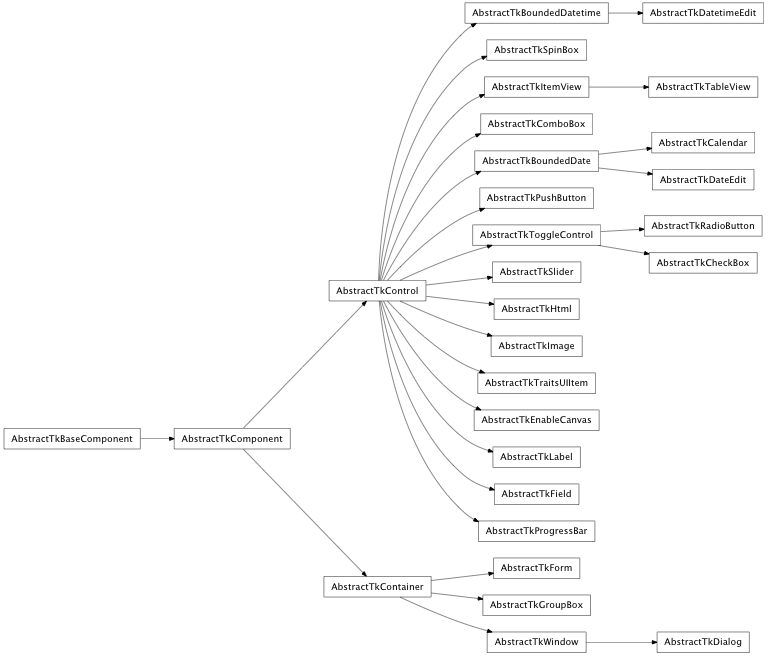 AbstractTkBoundedDatetime
AbstractTkDatetimeEdit
AbstractTkSpinBox
AbstractTkItemView
AbstractTkTableView
AbstractTkComboBox
AbstractTkBoundedDate
AbstractTkCalendar
AbstractTkDateEdit
AbstractTkPushButton
AbstractTkToggleControl
AbstractTkRadioButton
AbstractTkCheckBox
AbstractTkSlider
AbstractTkControl
AbstractTkHtml
AbstractTkImage
AbstractTkTraitsUIItem
AbstractTkEnableCanvas
AbstractTkBaseComponent
AbstractTkComponent
AbstractTkLabel
AbstractTkField
AbstractTkProgressBar
AbstractTkForm
AbstractTkContainer
AbstractTkGroupBox
AbstractTkWindow
AbstractTkDialog